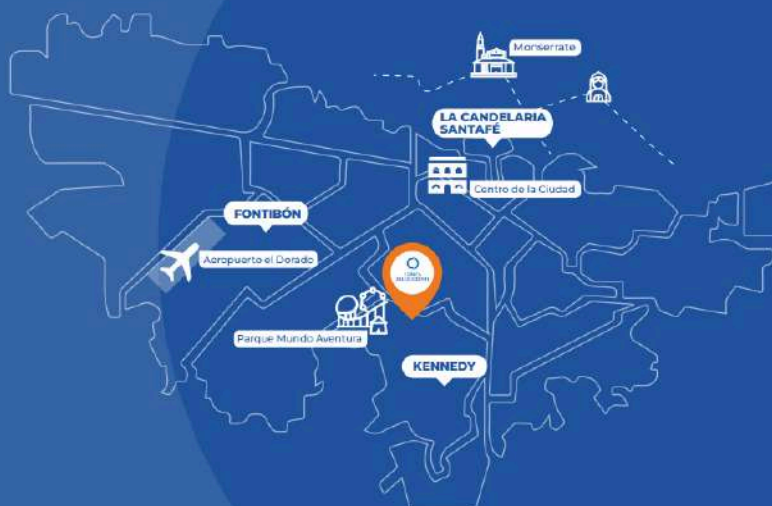 Monserrate
LA CANDELARIA
SANTAFÉ
Centro de la Ciudad
FONTIBÓN
Aeropuerto el Dorado
Parque Mundo Aventura
KENNEDY